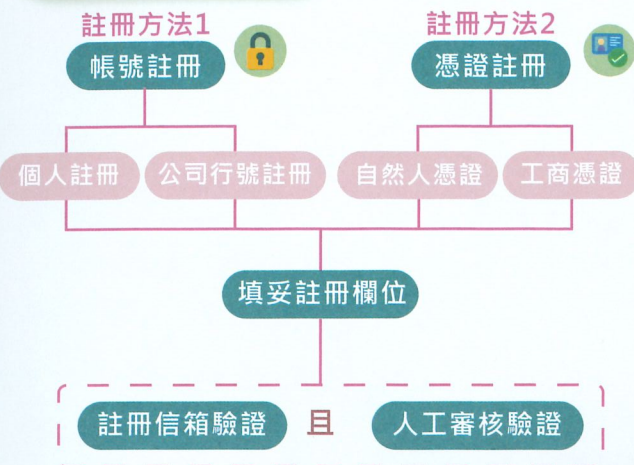 註冊方法1
註冊方法2
帳號註冊
憑證註冊
個人註冊
公司行號註冊
自然人憑證
工商憑證
填妥註冊欄位
註冊信箱驗證
且
人工審核驗證